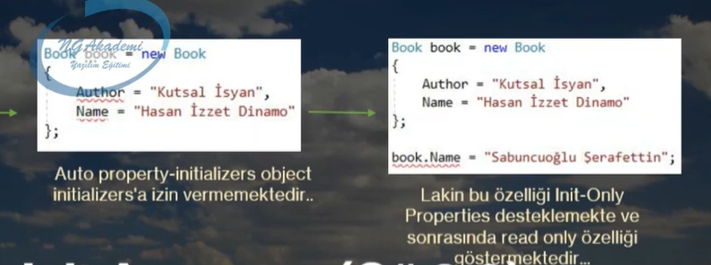 NGAkademi
Yazılım Eğitimi
Book book = new Book
{
Author = "Kutsal İsyan",
Name = "Hasan İzzet Dinamo"
};
Auto property-initializers object
initializers'a izin vermemektedir..
Book book = new Book
{
Author = "Kutsal İsyan",
Name = "Hasan İzzet Dinamo"
};
book.Name = "Sabuncuoğlu Şerafettin";
Lakin bu özelliği Init-Only
Properties desteklemekte ve
sonrasında read only özelliği
göstermektedir...